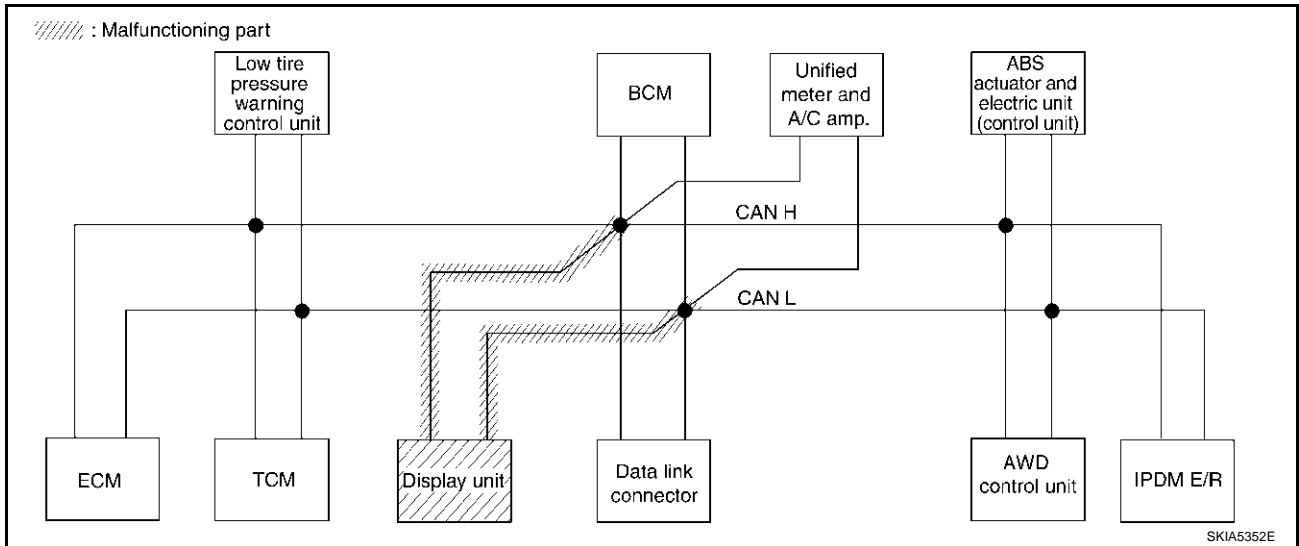 : Malfunctioning part
Low tire
pressure
warning
control unit
BCM
Unified
meter and
A/C amp.
ABS
actuator and
electric unit
(control unit)
CAN H
CAN L
ECM
TCM
Display unit
Data link
connector
AWD
control unit
IPDM E/R
SKIA5352E